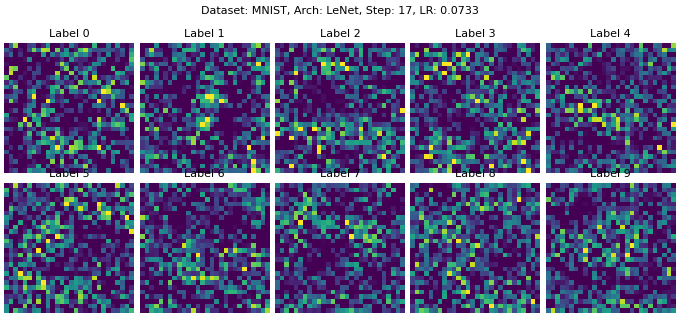 Dataset: MNIST, Arch: LeNet, Step: 17, LR: 0.0733
Label 0 Label 1 Label 2 Label 3 Label 4
Label 5 Label 6 Label 7 Label 8 Label 9